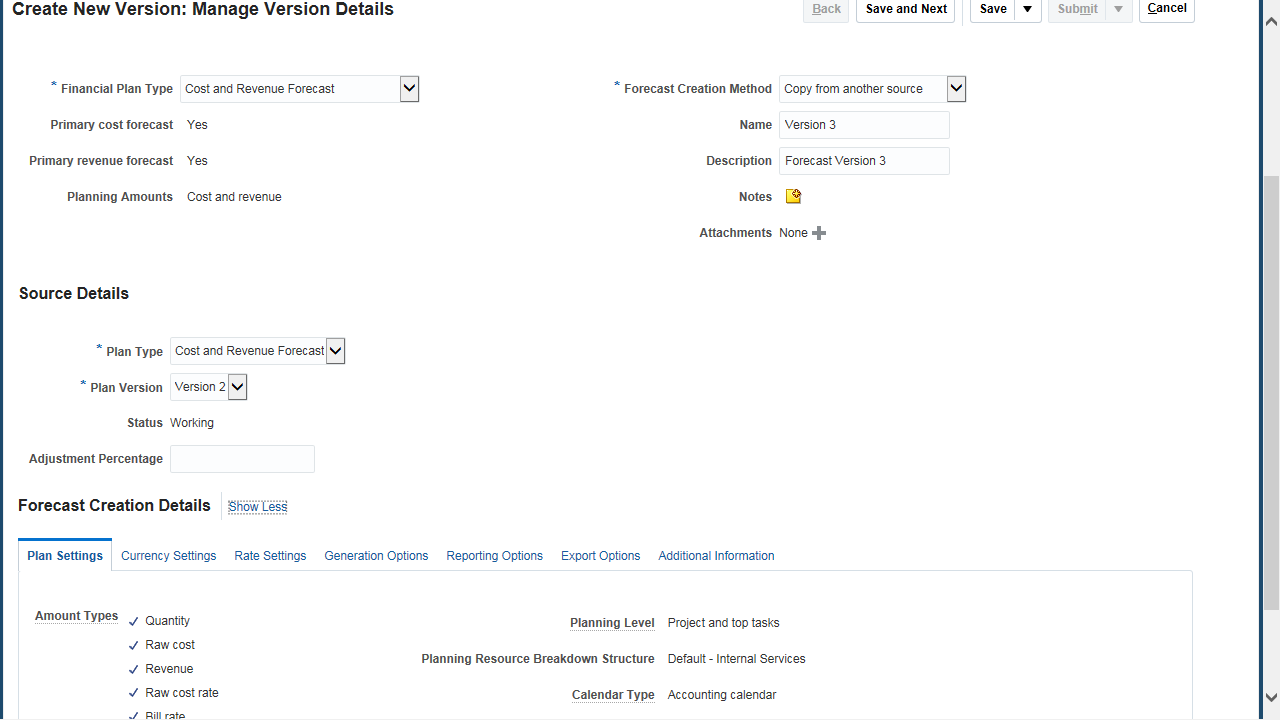 Create New Version: Manage Version Details
Back Save and Next Save Submit Cancel
* Financial Plan Type Cost and Revenue Forecast
Primary cost forecast Yes
Primary revenue forecast Yes
Planning Amounts Cost and revenue
* Forecast Creation Method Copy from another source
Name Version 3
Description Forecast Version 3
Notes
Attachments None
Source Details
* Plan Type Cost and Revenue Forecast
* Plan Version Version 2
Status Working
Adjustment Percentage
Forecast Creation Details Show Less
Plan Settings Currency Settings Rate Settings Generation Options Reporting Options Export Options Additional Information
Amount Types Quantity
Raw cost
Revenue
Raw cost rate
Bill rate
Planning Level Project and top tasks
Planning Resource Breakdown Structure Default - Internal Services
Calendar Type Accounting calendar